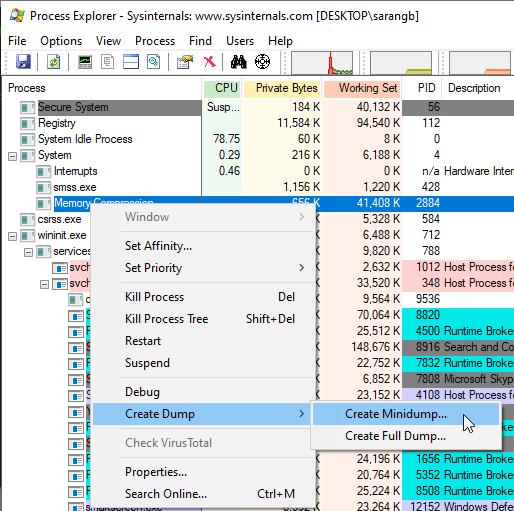 Process Explorer - Sysinternals: www.sysinternals.com [DESKTOP\sarangb]
File Options View Process Find Users Handle Help
Process CPU Private Bytes Working Set PID Description
Secure System Susp... 184 K 40,132 K 56
Registry 11,584 K 94,540 K 112
System Idle Process 78.75 60 K 8 K 0
System 0.29 216 K 6,188 K 4
Interrupts 0.46 0 K 0 K n/a Hardware Inter
smss.exe 1,156 K 1,220 K 428
Memory Compression 656 K 41,408 K 2884
csrss.exe K 5,328 K 584
wininit.exe K 6,488 K 712
services K 9,820 K 788
svch K 2,632 K 1012 Host Process fo
svch K 33,520 K 348 Host Process fo
K 9,564 K 9536
K 70,064 K 8820
K 25,512 K 4500 Runtime Broke
K 148,676 K 8916 Search and Co
K 22,752 K 7832 Runtime Broke
K 6,852 K 7808 Microsoft Skyp
K 23,152 K 4108 Host Process fo
24,196 K 1656 Runtime Broke
20,764 K 5352 Runtime Broke
25,224 K 8508 Runtime Broke
smartscreen.exe 8,992 K 23,264 K 12152 Windows Defen
Window
Set Affinity...
Set Priority
Kill Process Del
Kill Process Tree Shift+Del
Restart
Suspend
Debug
Create Dump
Check VirusTotal
Properties...
Search Online... Ctrl+M
Create Minidump...
Create Full Dump...